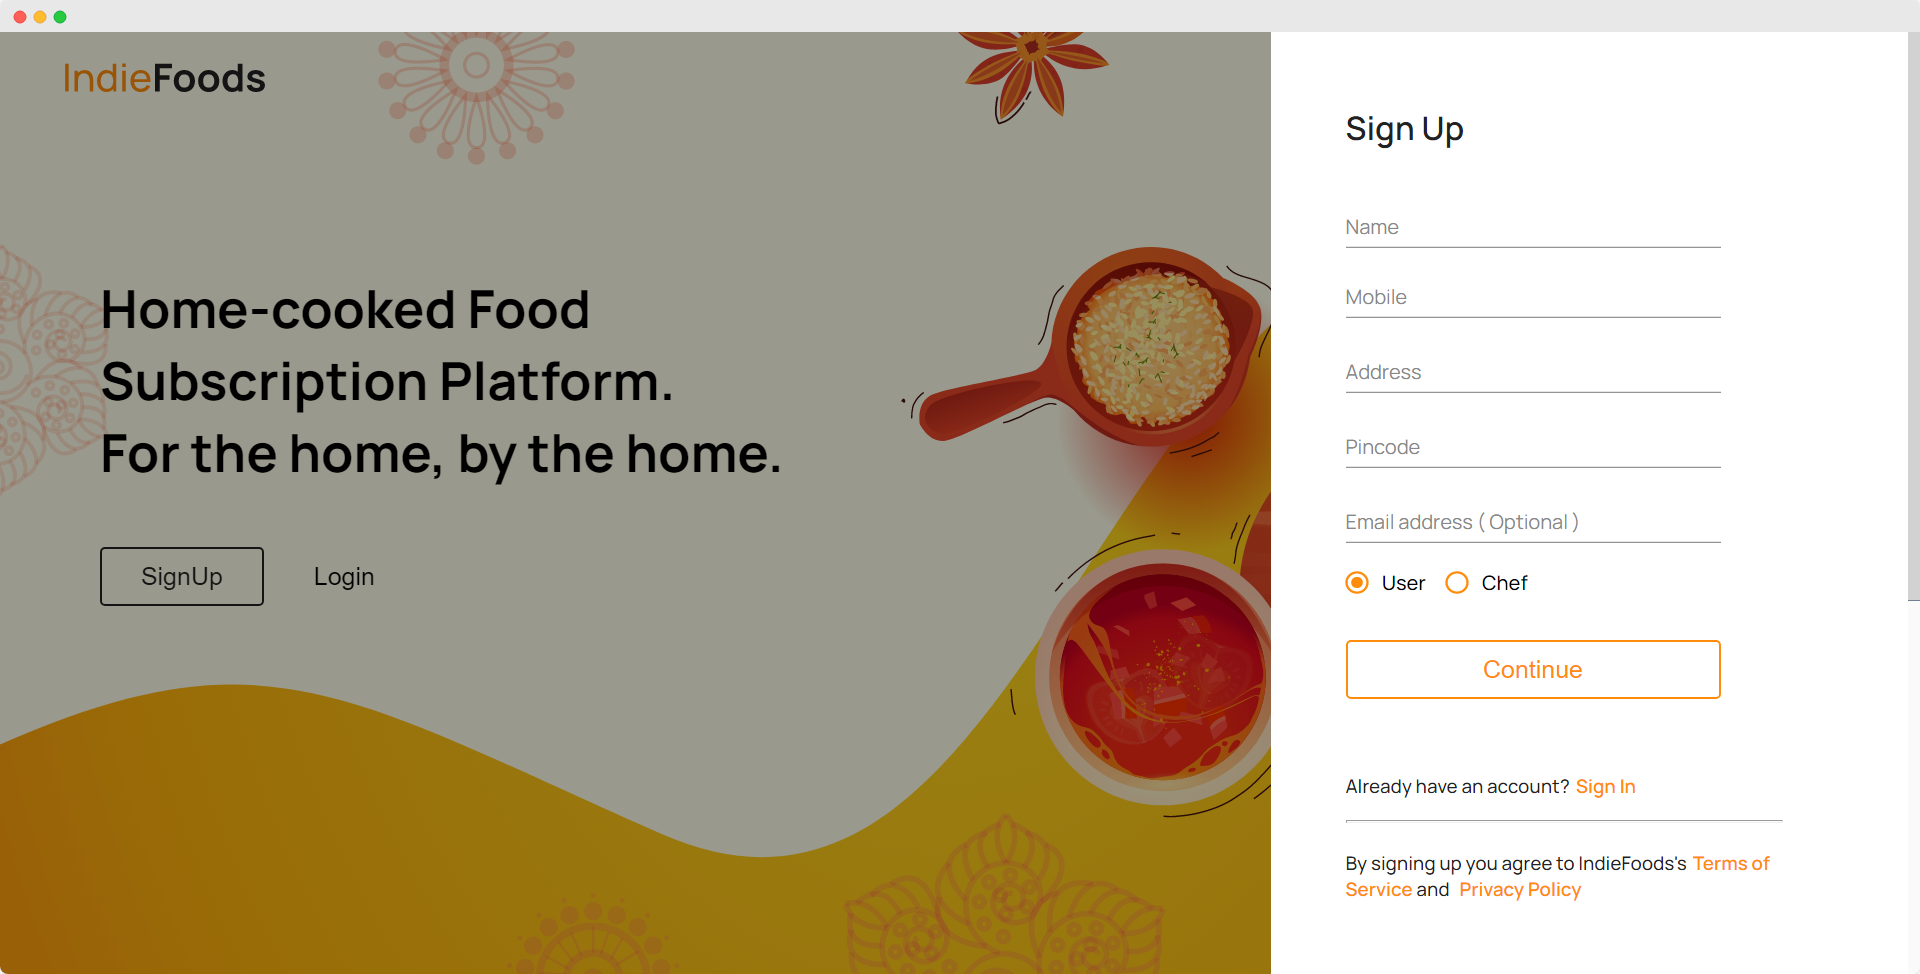 IndieFoods
Home-cooked Food
Subscription Platform.
For the home, by the home.
SignUp
Login
Sign Up
Name
Mobile
Address
Pincode
Email address ( Optional )
User
Chef
Continue
Already have an account? Sign In
By signing up you agree to IndieFoods's Terms of
Service and Privacy Policy